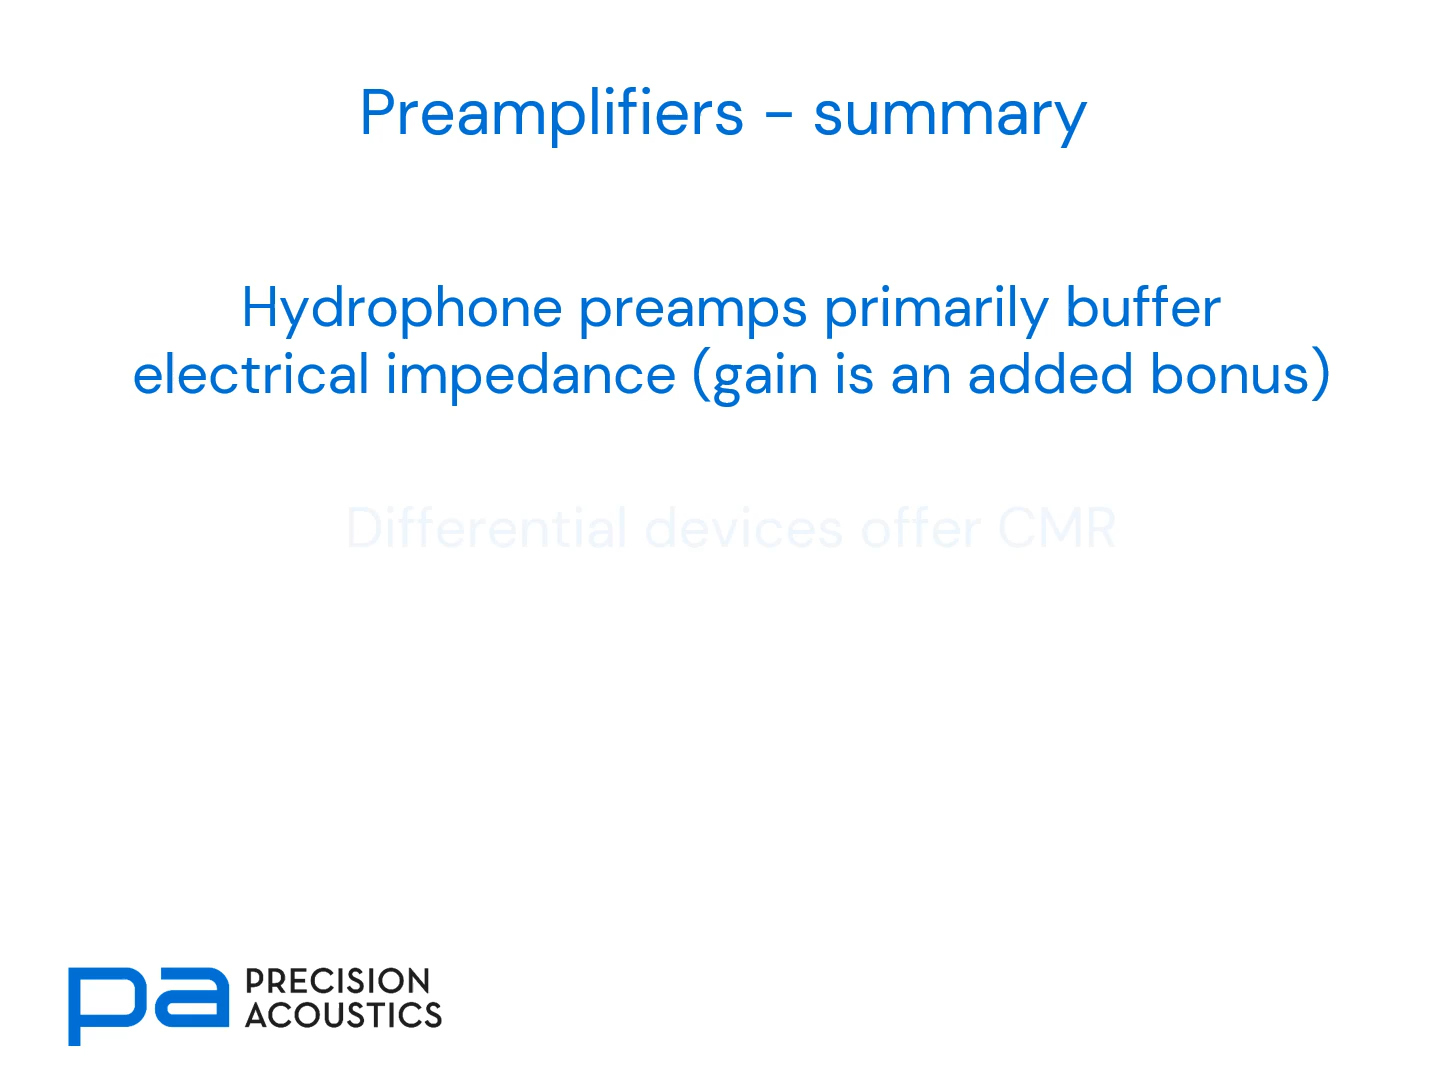 Preamplifiers - summary
Hydrophone preamps primarily buffer
electrical impedance (gain is an added bonus)
Differential devices offer CMR
pa PRECISION
ACOUSTICS